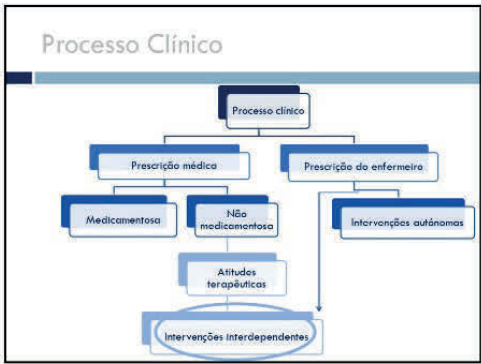 Processo Clínico
Processo clínico
Prescrição médica
Prescrição do enfermeiro
Medicamentosa
Não
medicamentosa
Intervenções autónomas
Atitudes
terapêuticas
Intervenções interdependentes